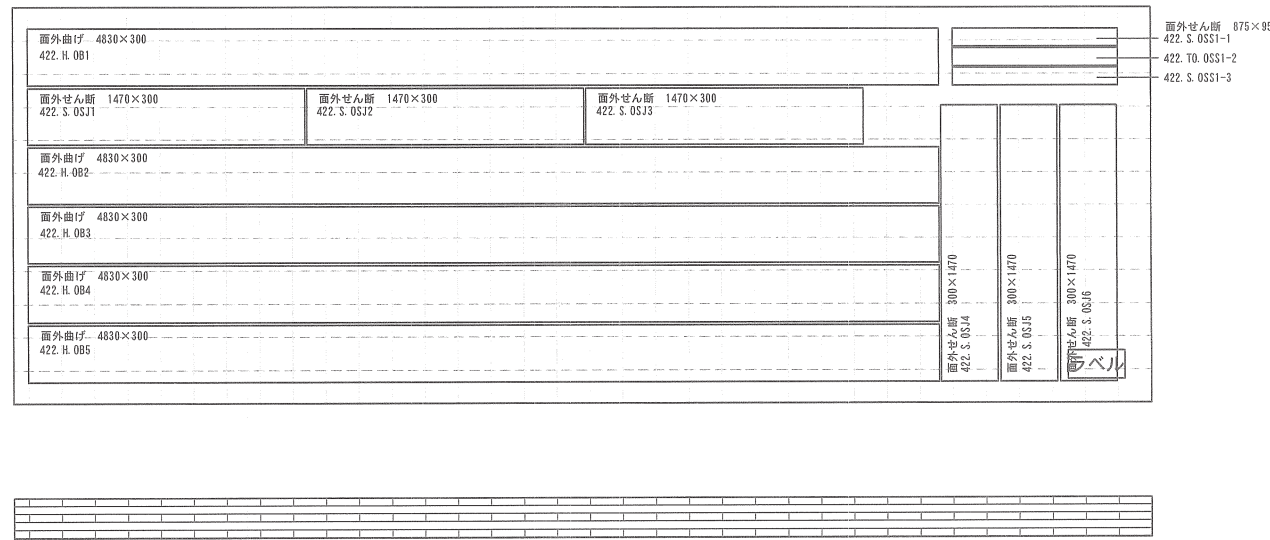 面外曲げ 4830×300
422. H. OB1
面外せん断 875×95
422. S. OSS1-1
422. TO. OSS1-2
422. S. OSS1-3
面外せん断 1470×300
422. S. OSJ1
面外せん断 1470×300
422. S. OSJ2
面外せん断 1470×300
422. S. OSJ3
面外曲げ 4830×300
422. H. OB2
面外曲げ 4830×300
422. H. OB3
面外曲げ 4830×300
422. H. OB4
面外曲げ 4830×300
422. H. OB5
面外せん断 300×1470
422. S. OSJ4
面外せん断 300×1470
422. S. OSJ5
面外せん断 300×1470
422. S. OSJ6
ラベル